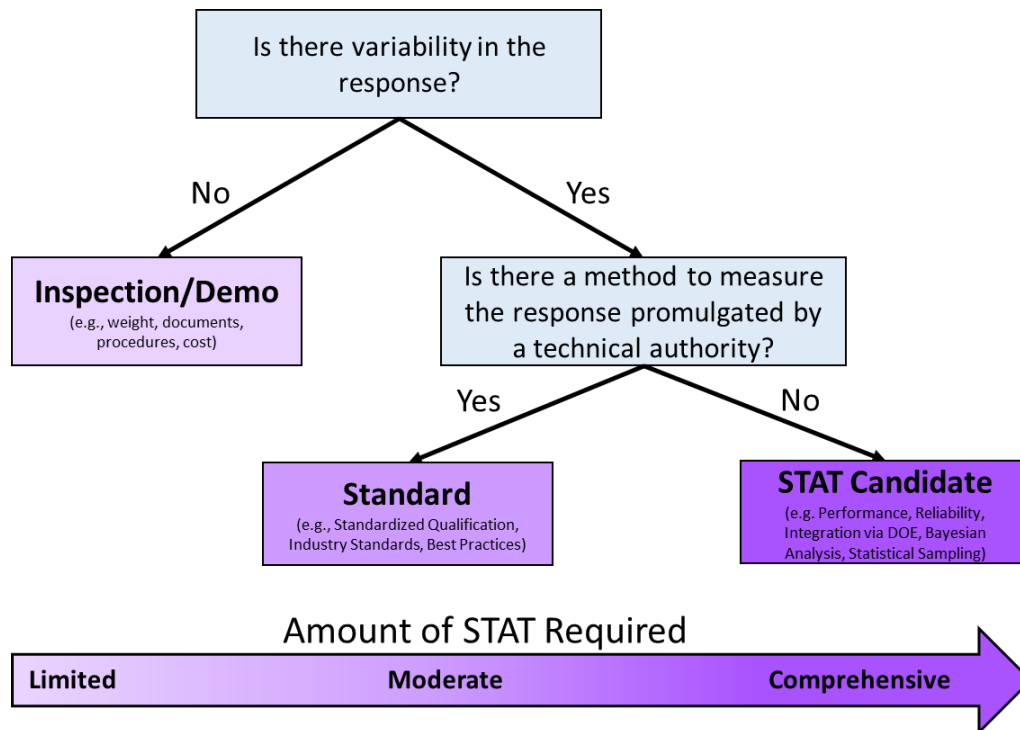 Is there variability in the
response?
No
Yes
Inspection/Demo
(e.g., weight, documents,
procedures, cost)
Is there a method to measure
the response promulgated by
a technical authority?
Yes
No
Standard
(e.g., Standardized Qualification,
Industry Standards, Best Practices)
STAT Candidate
(e.g. Performance, Reliability,
Integration via DOE, Bayesian
Analysis, Statistical Sampling)
Amount of STAT Required
Limited
Moderate
Comprehensive